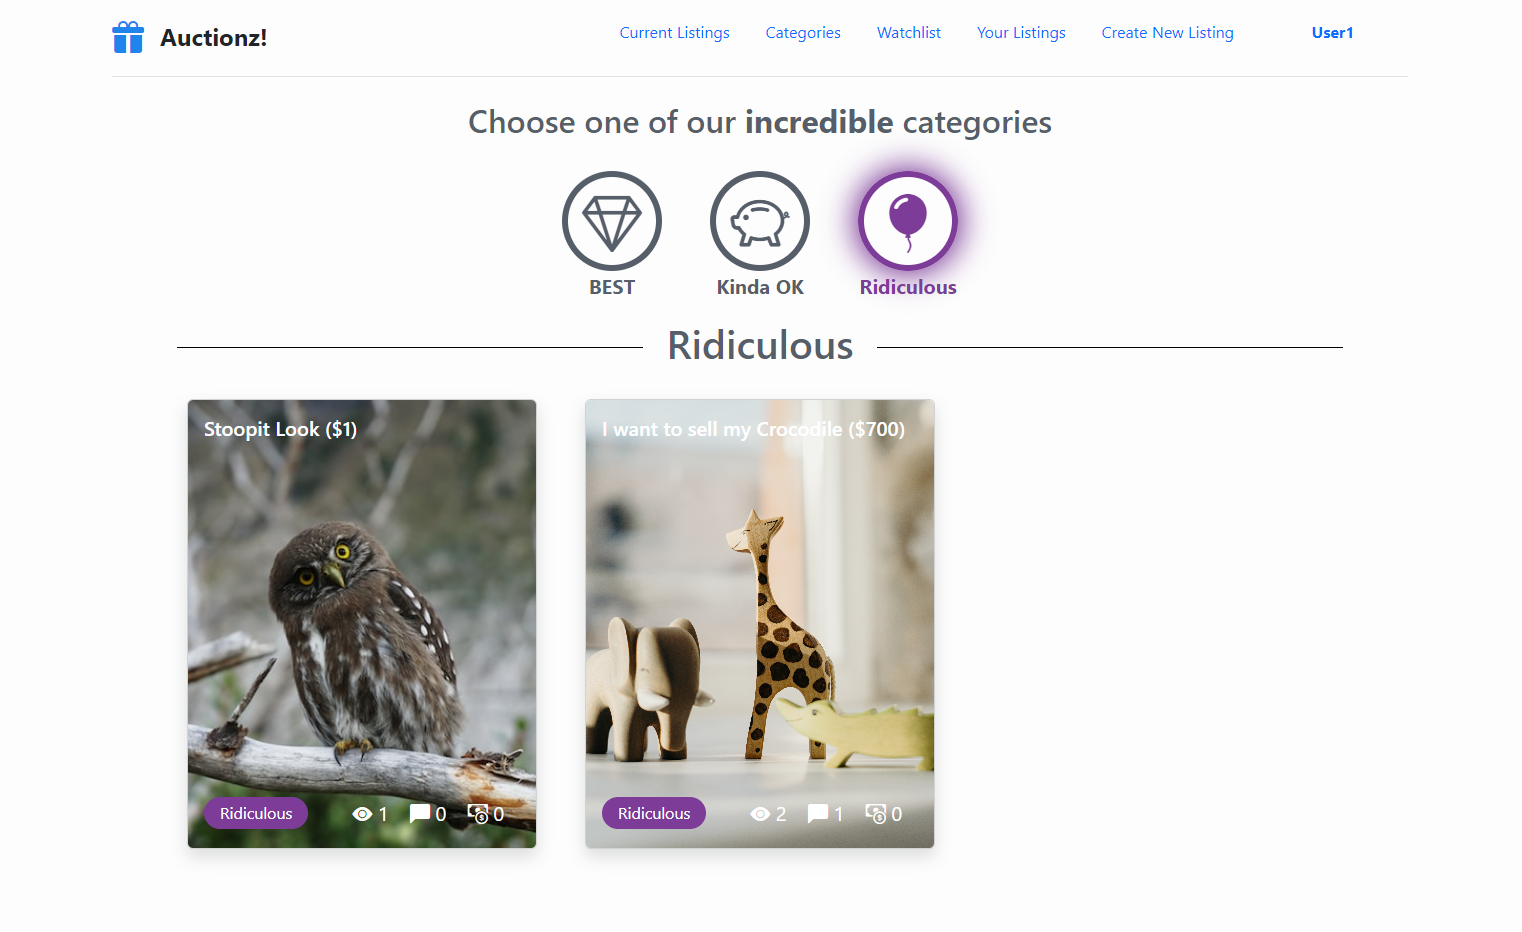 Auctionz!
Current Listings Categories Watchlist Your Listings Create New Listing User1
Choose one of our incredible categories
BEST Kinda OK Ridiculous
Ridiculous
Stoopit Look ($1)
Ridiculous 1 0 0
I want to sell my Crocodile ($700)
Ridiculous 2 1 0